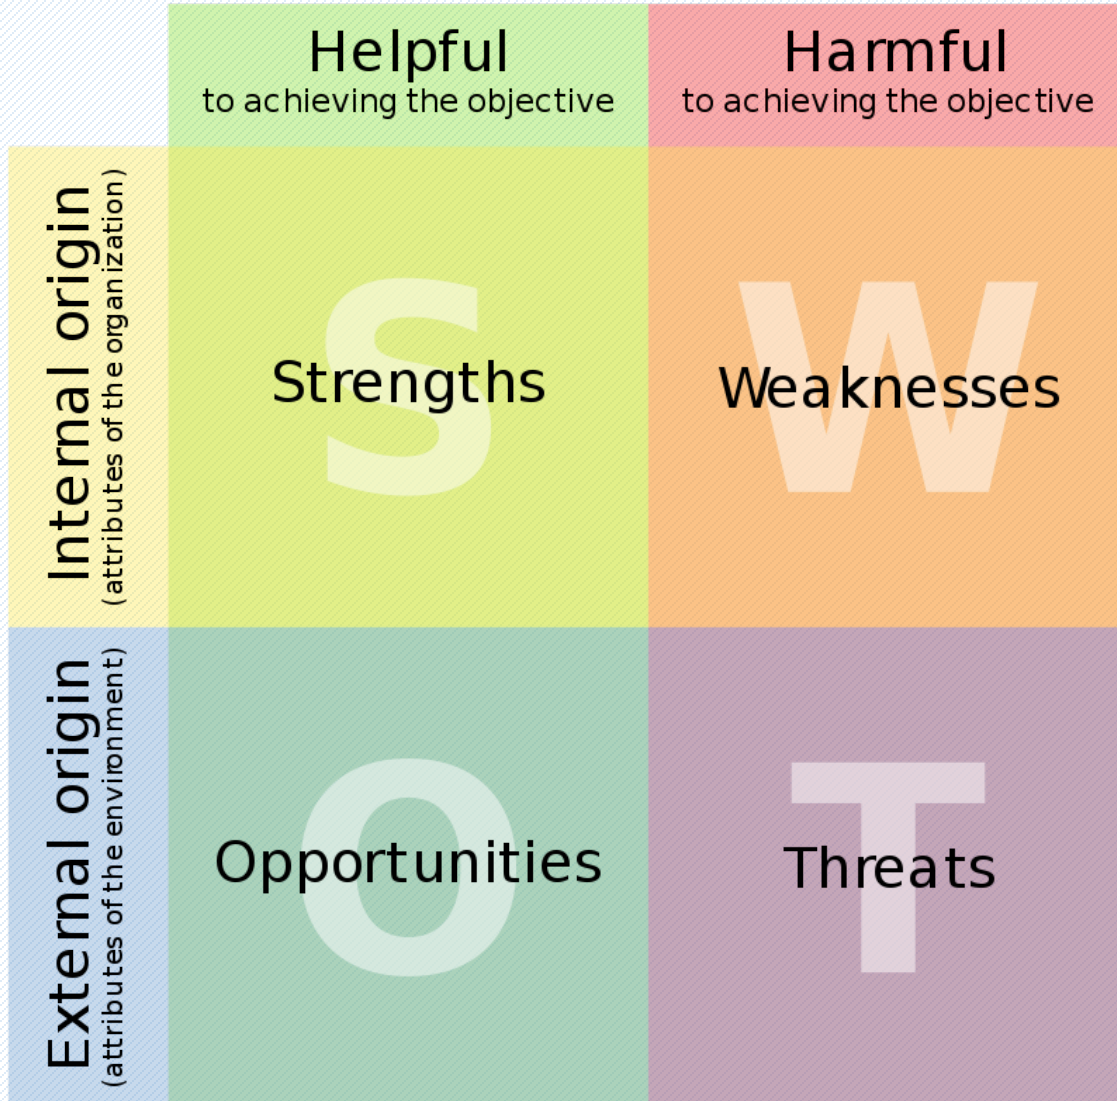 Helpful
to achieving the objective
Harmful
to achieving the objective
Internal origin
(attributes of the organization)
S
Strengths
W
Weaknesses
External origin
(attributes of the environment)
O
Opportunities
T
Threats